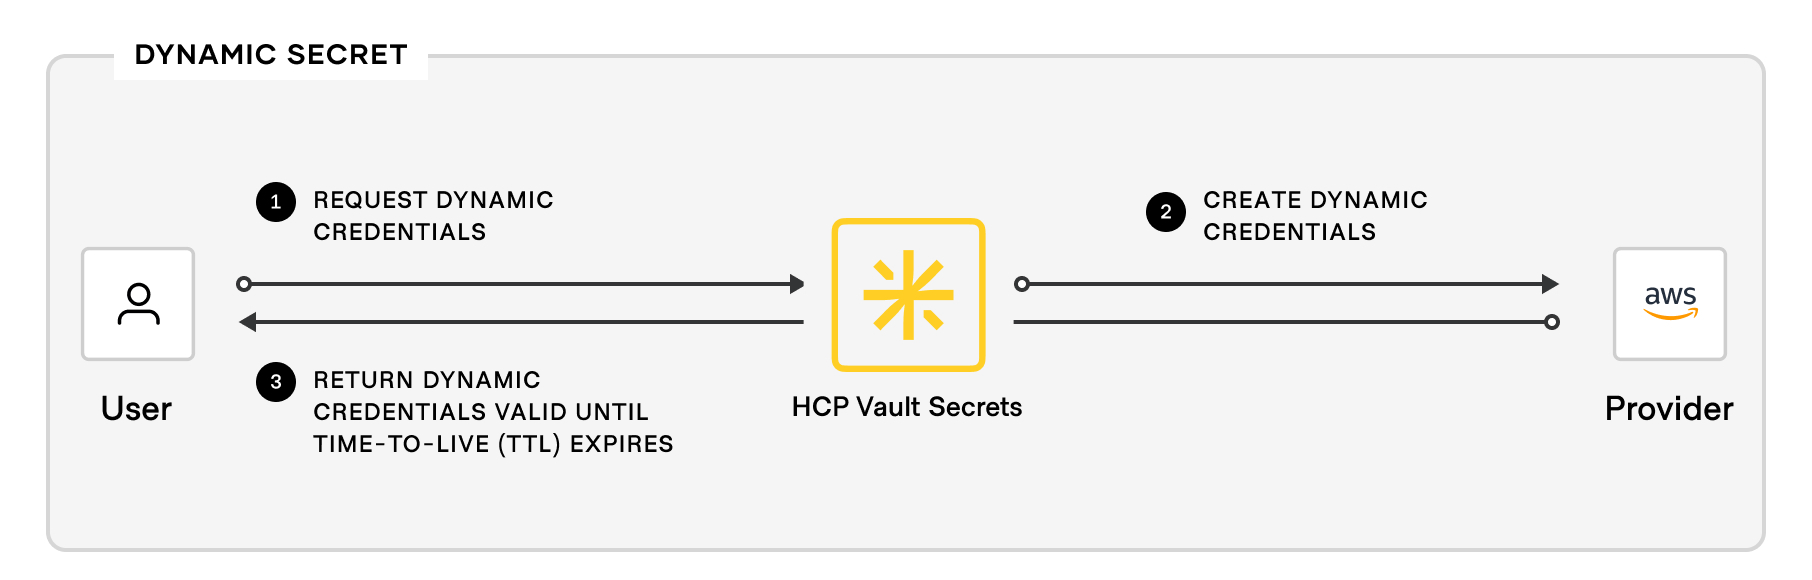 DYNAMIC SECRET
1
REQUEST DYNAMIC
CREDENTIALS
2
CREATE DYNAMIC
CREDENTIALS
aws
3
RETURN DYNAMIC
CREDENTIALS VALID UNTIL
TIME-TO-LIVE (TTL) EXPIRES
User
HCP Vault Secrets
Provider